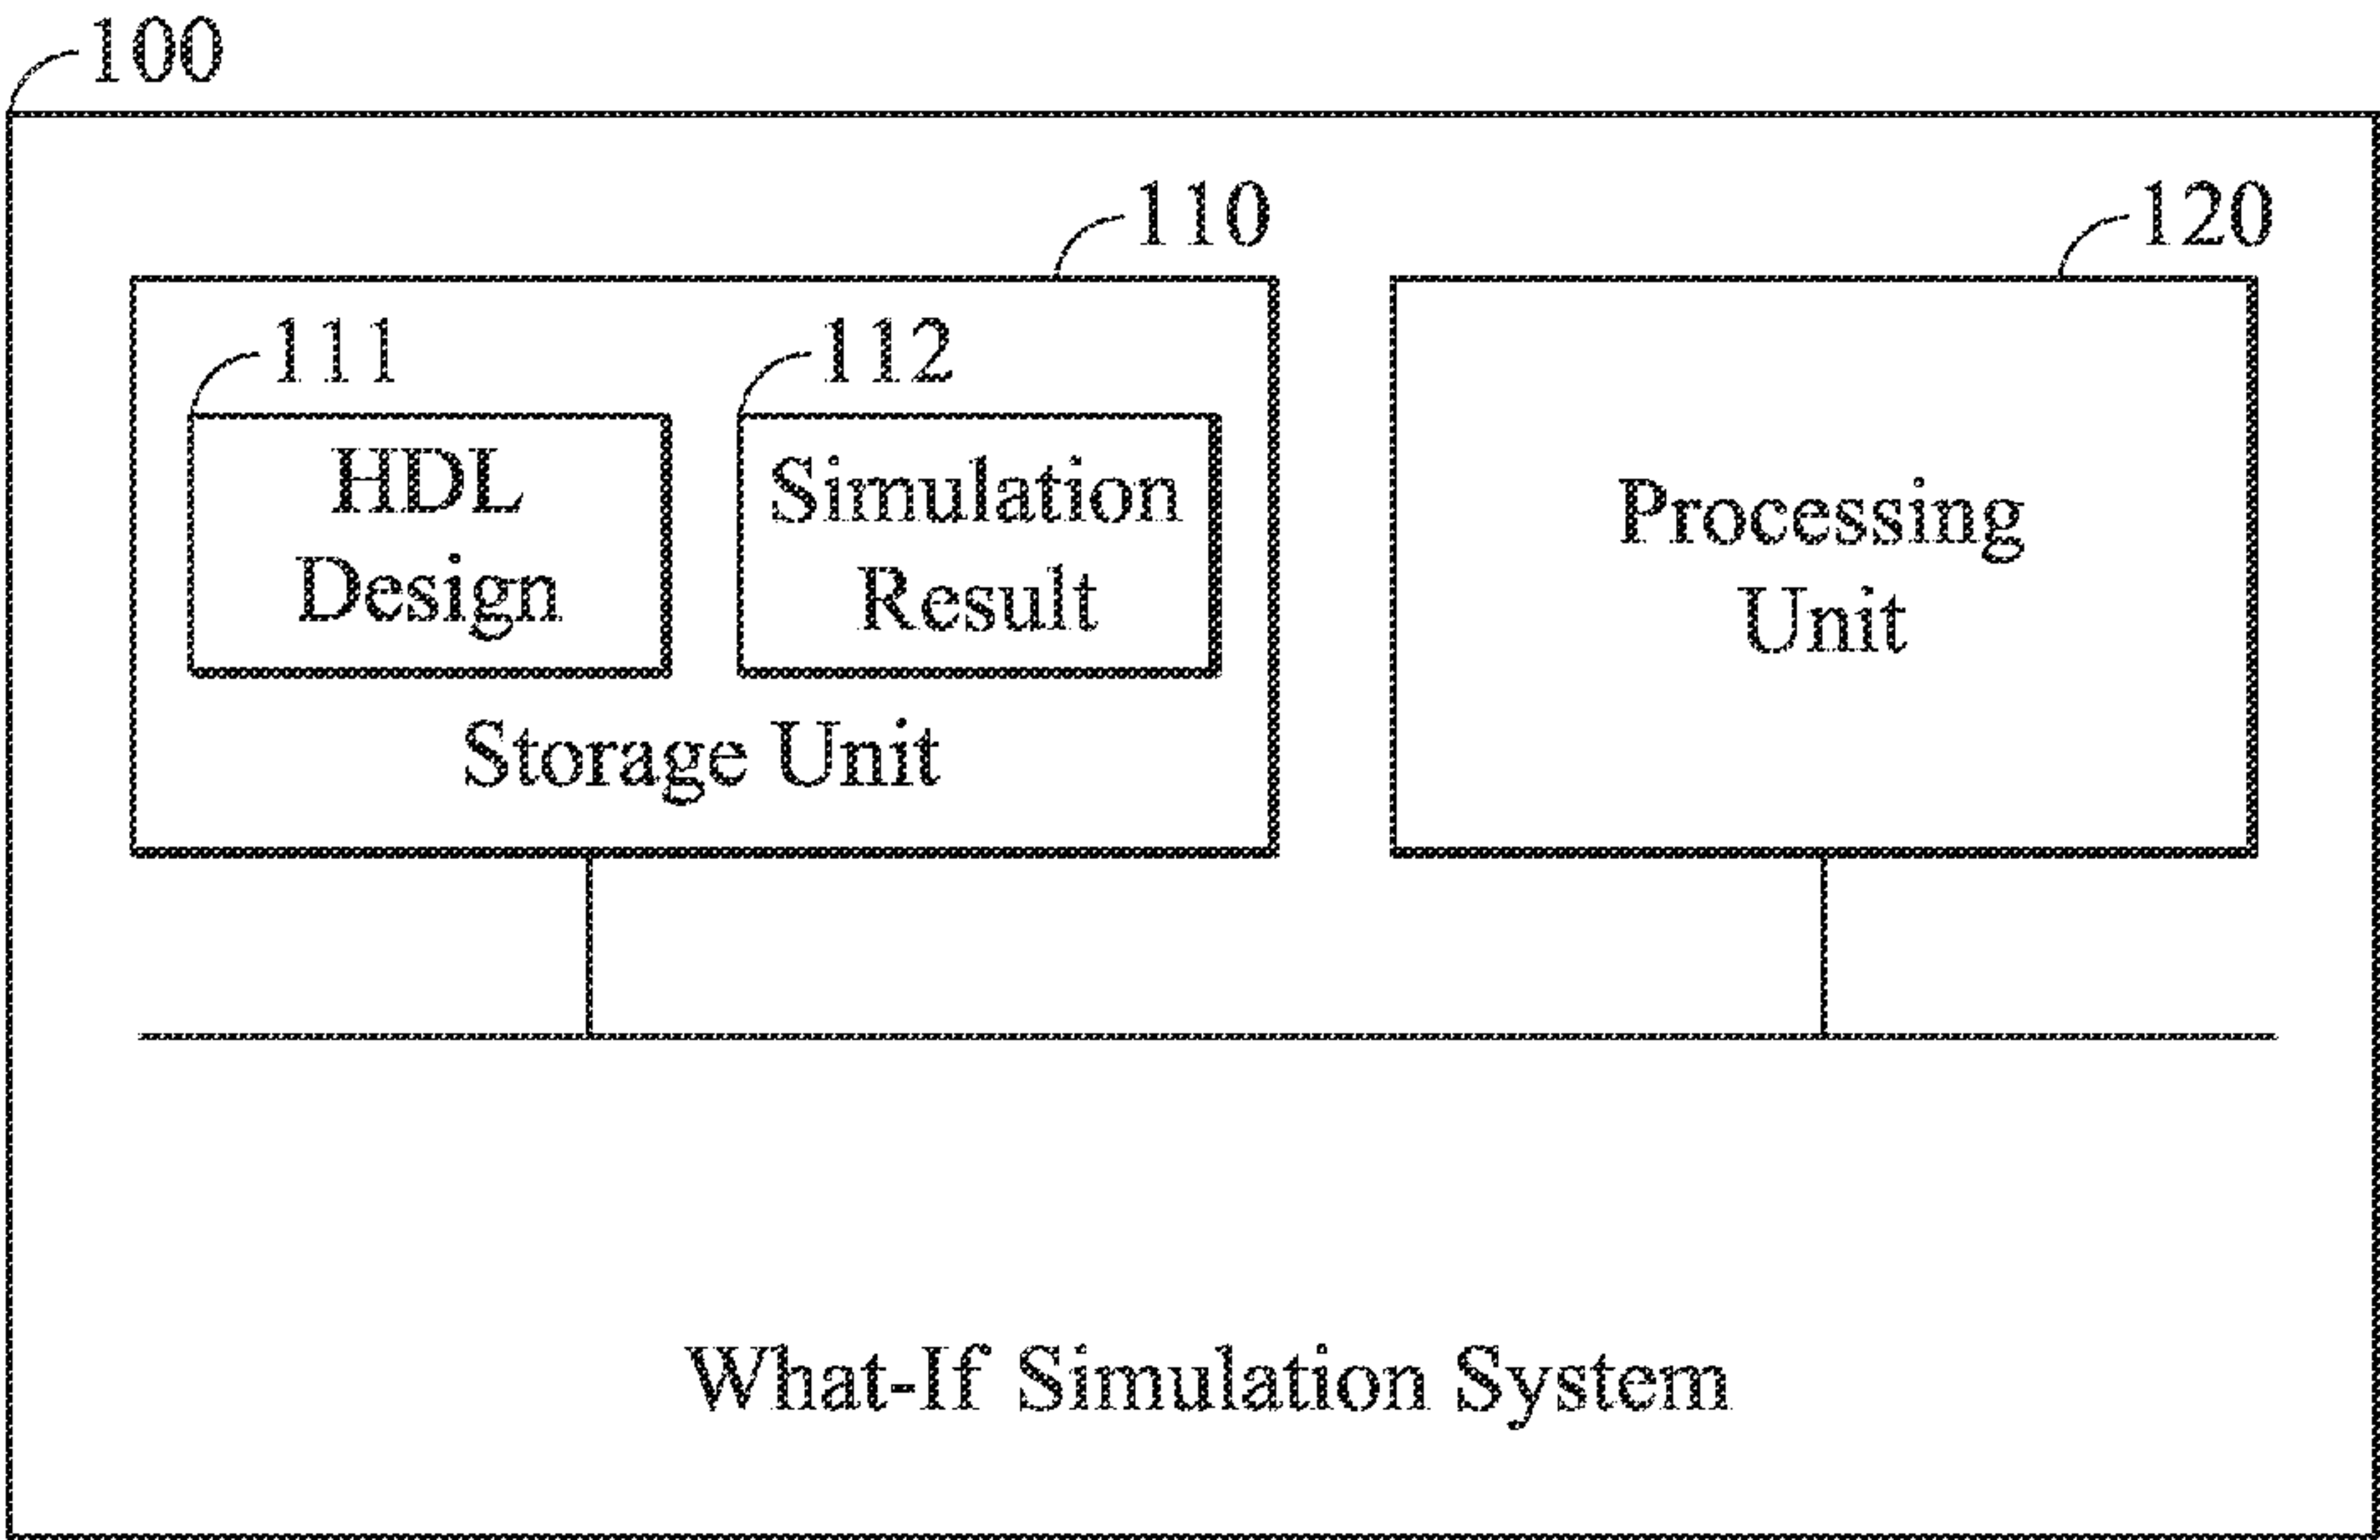 100
110
120
111
112
HDL
Design
Simulation
Result
Storage Unit
Processing
Unit
What-If Simulation System